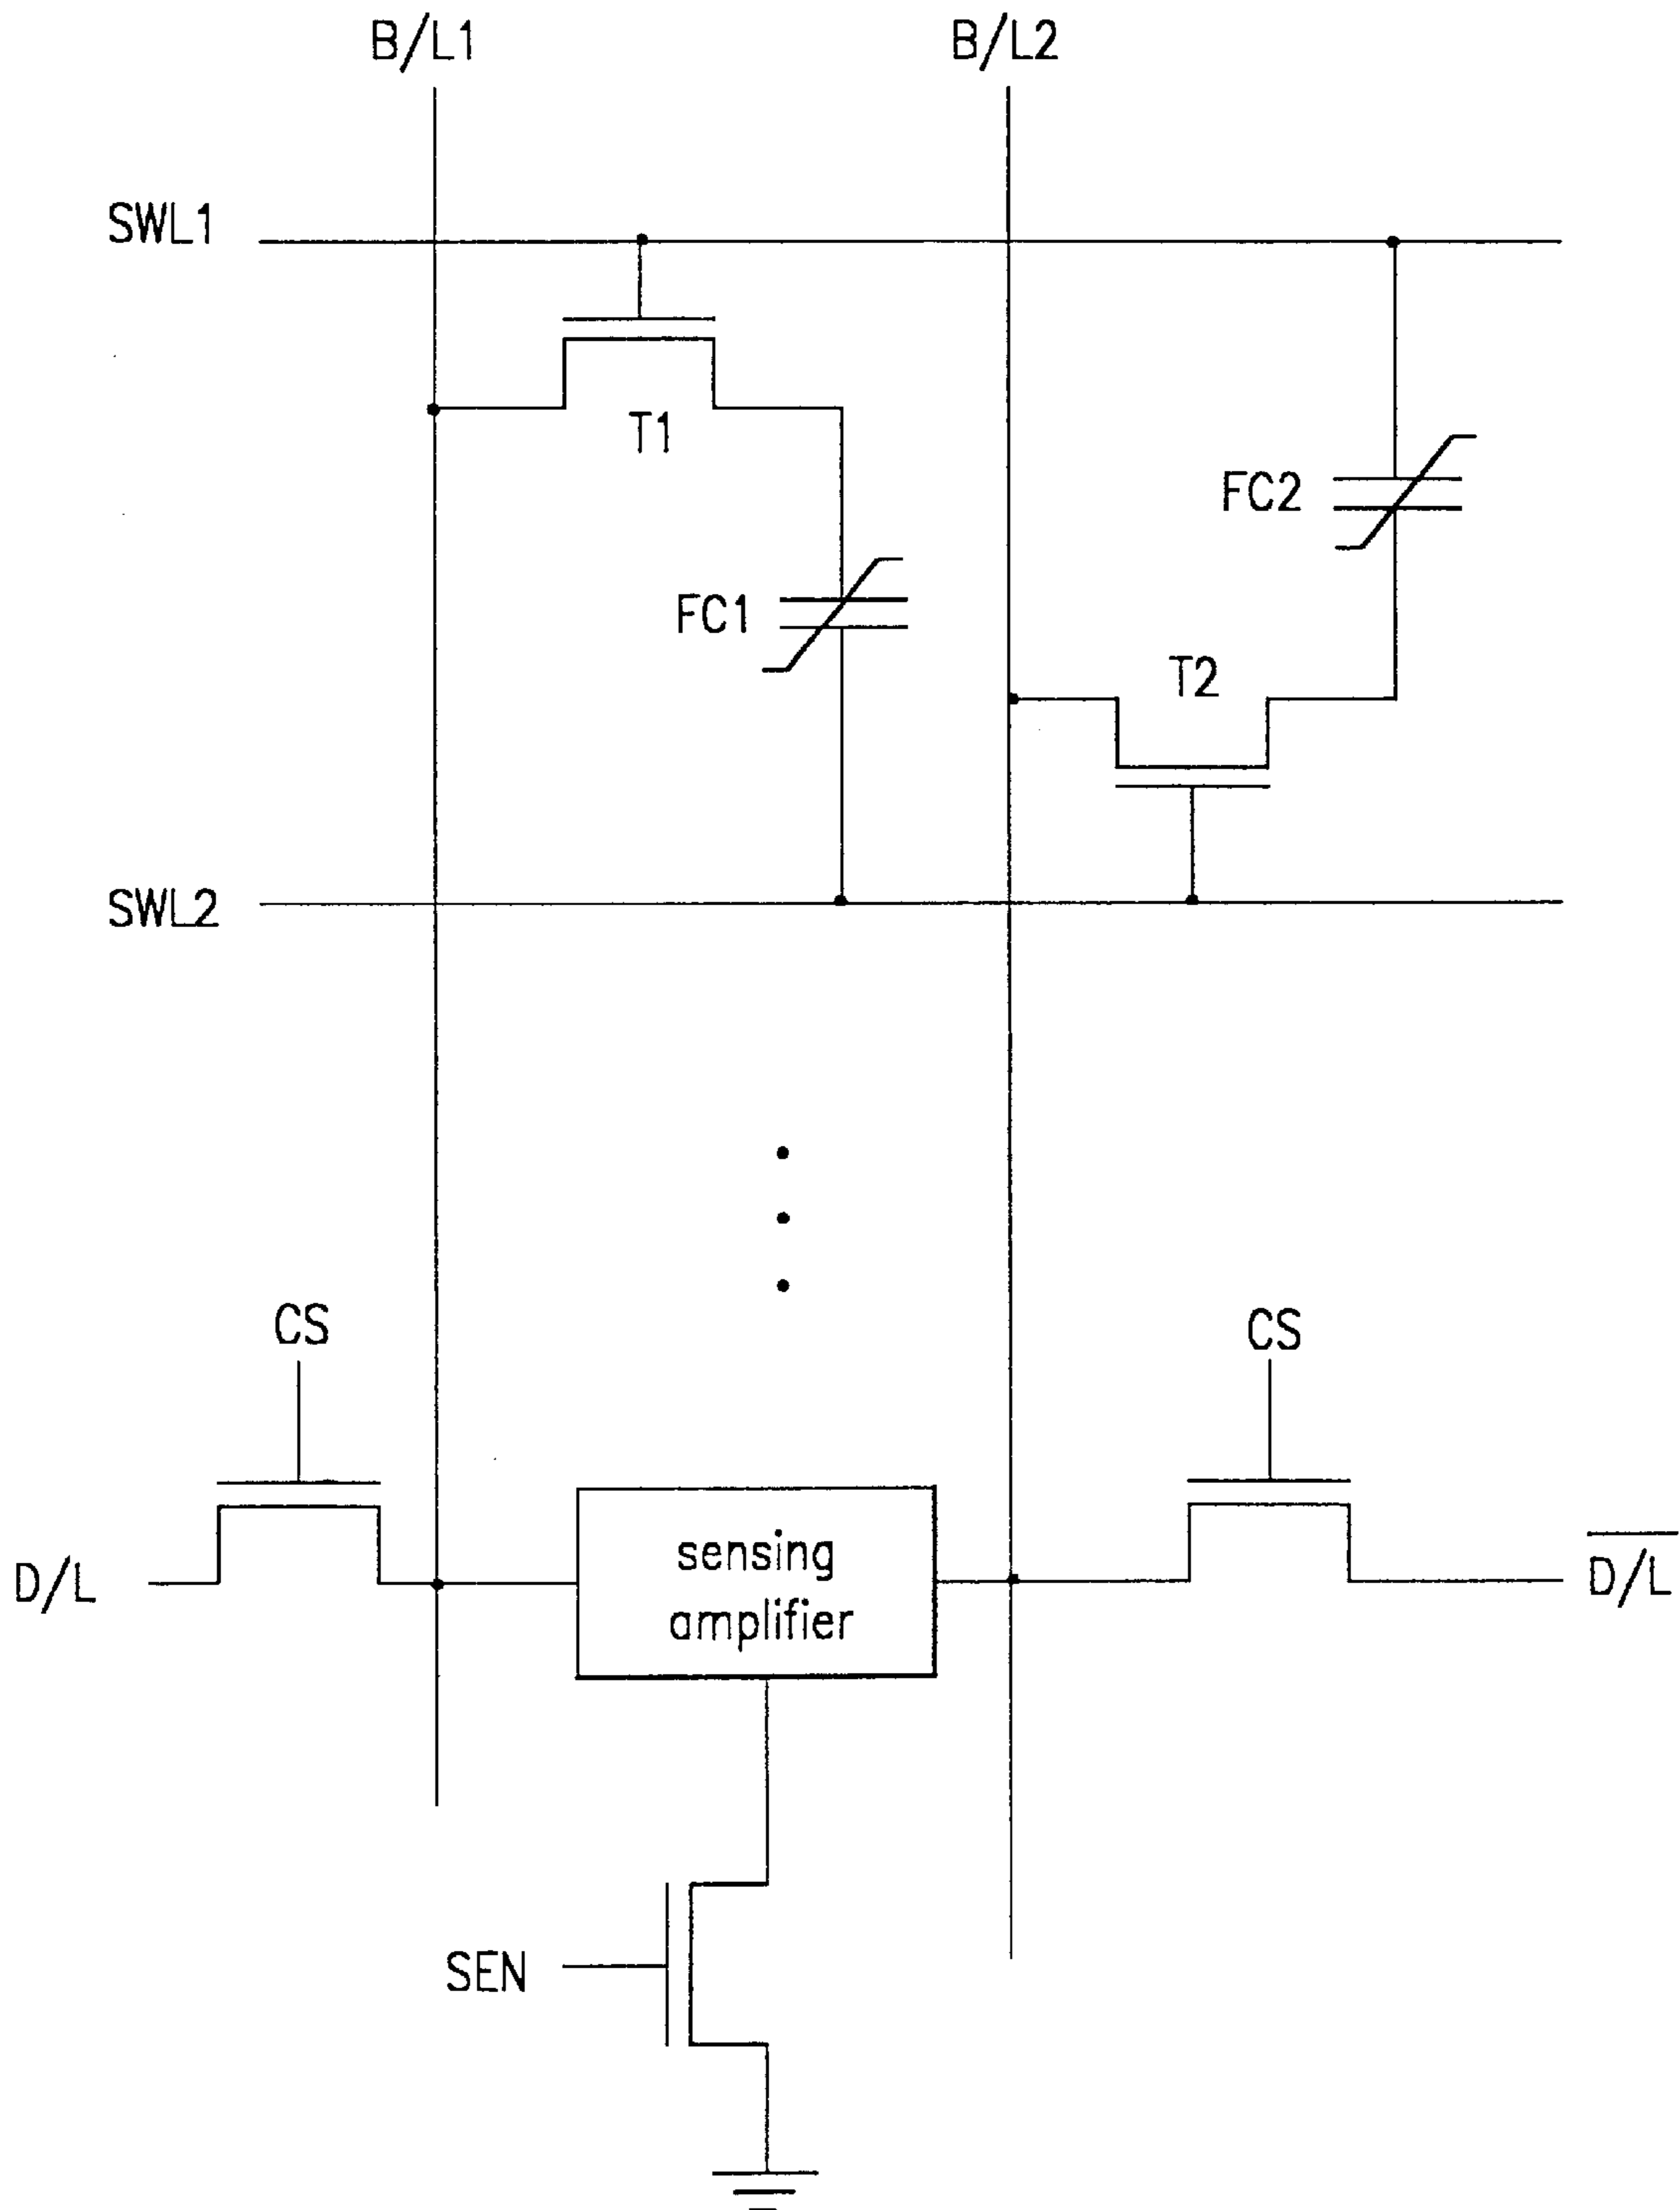 B/L1
B/L2
SWL1
T1
FC2
FC1
T2
SWL2
CS
CS
D/L
sensing
amplifier
D/L
SEN